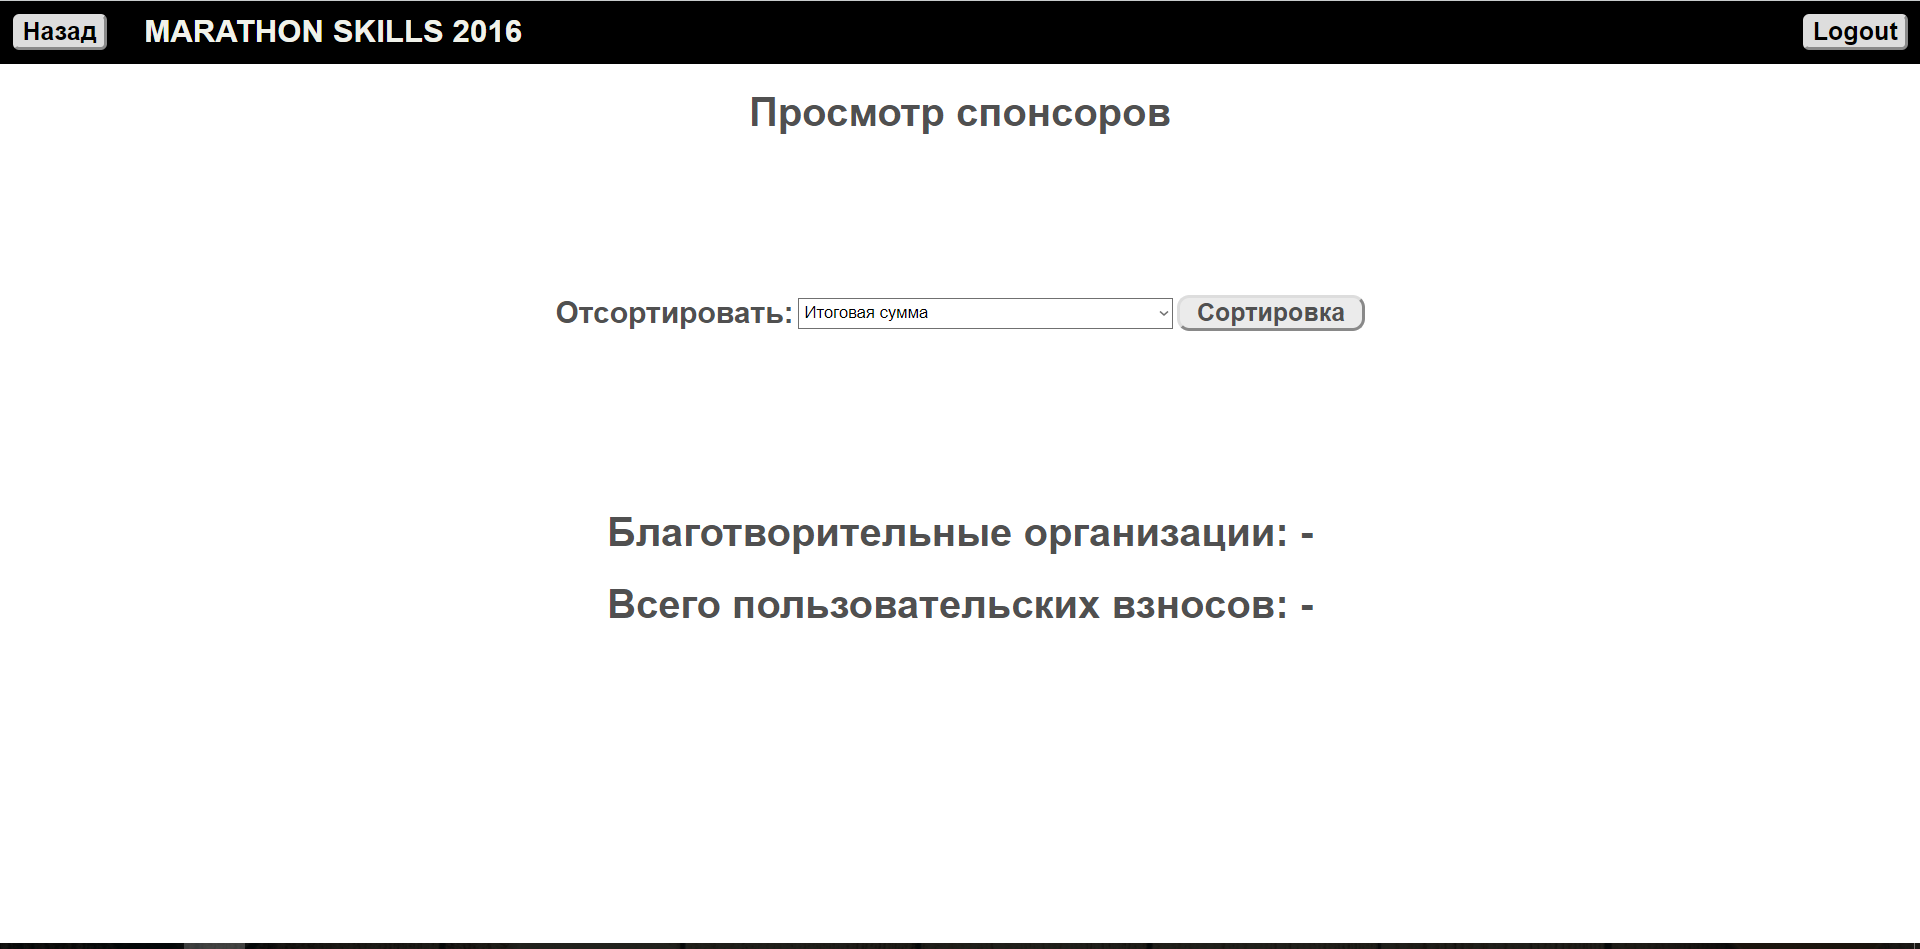 Назад MARATHON SKILLS 2016 Logout
Просмотр спонсоров
Отсортировать: Итоговая сумма Сортировка
Благотворительные организации: -
Всего пользовательских взносов: -